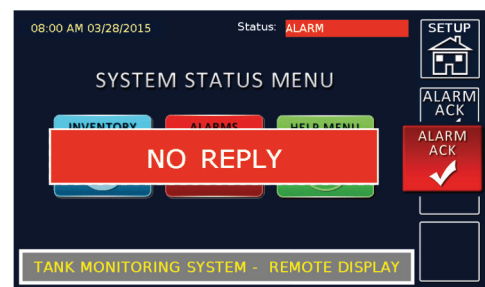 08:00 AM 03/28/2015
Status: ALARM
SETUP
SYSTEM STATUS MENU
ALARM
ACK
INVENTORY
ALARMS
HELP MENU
NO REPLY
ALARM
ACK
TANK MONITORING SYSTEM - REMOTE DISPLAY